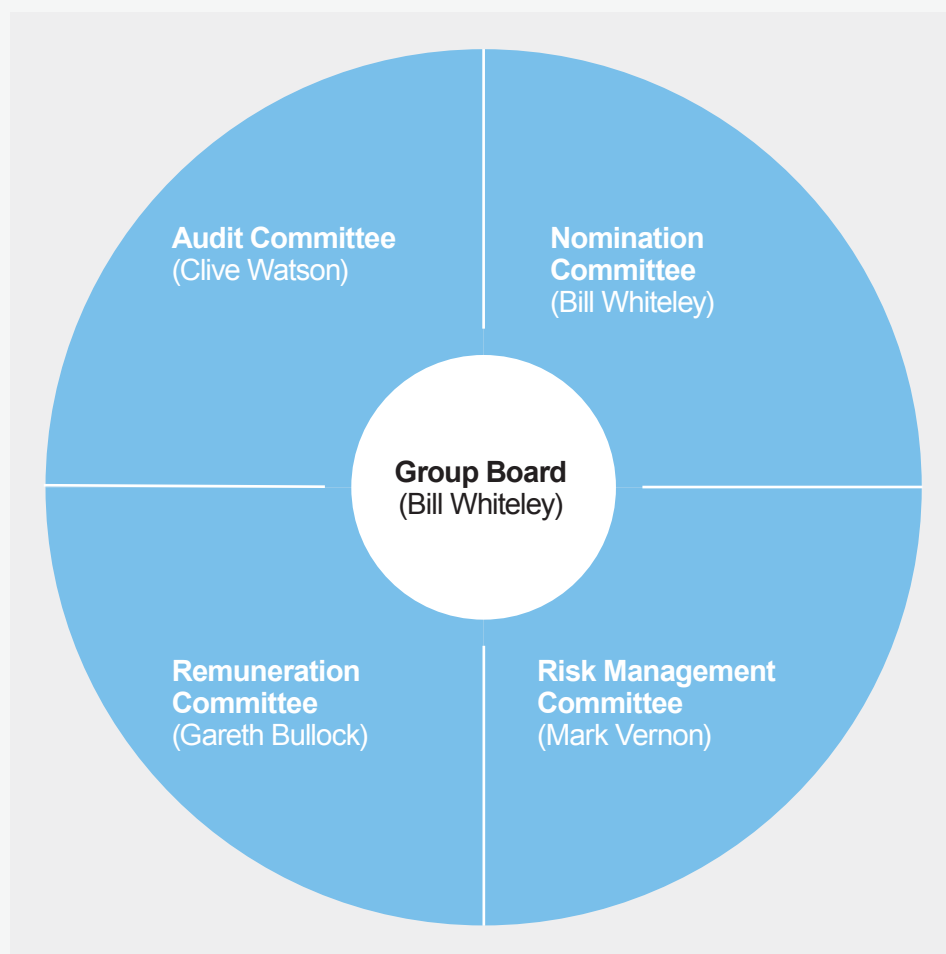 Audit Committee
(Clive Watson)
Nomination
Committee
(Bill Whiteley)
Group Board
(Bill Whiteley)
Remuneration
Committee
(Gareth Bullock)
Risk Management
Committee
(Mark Vernon)